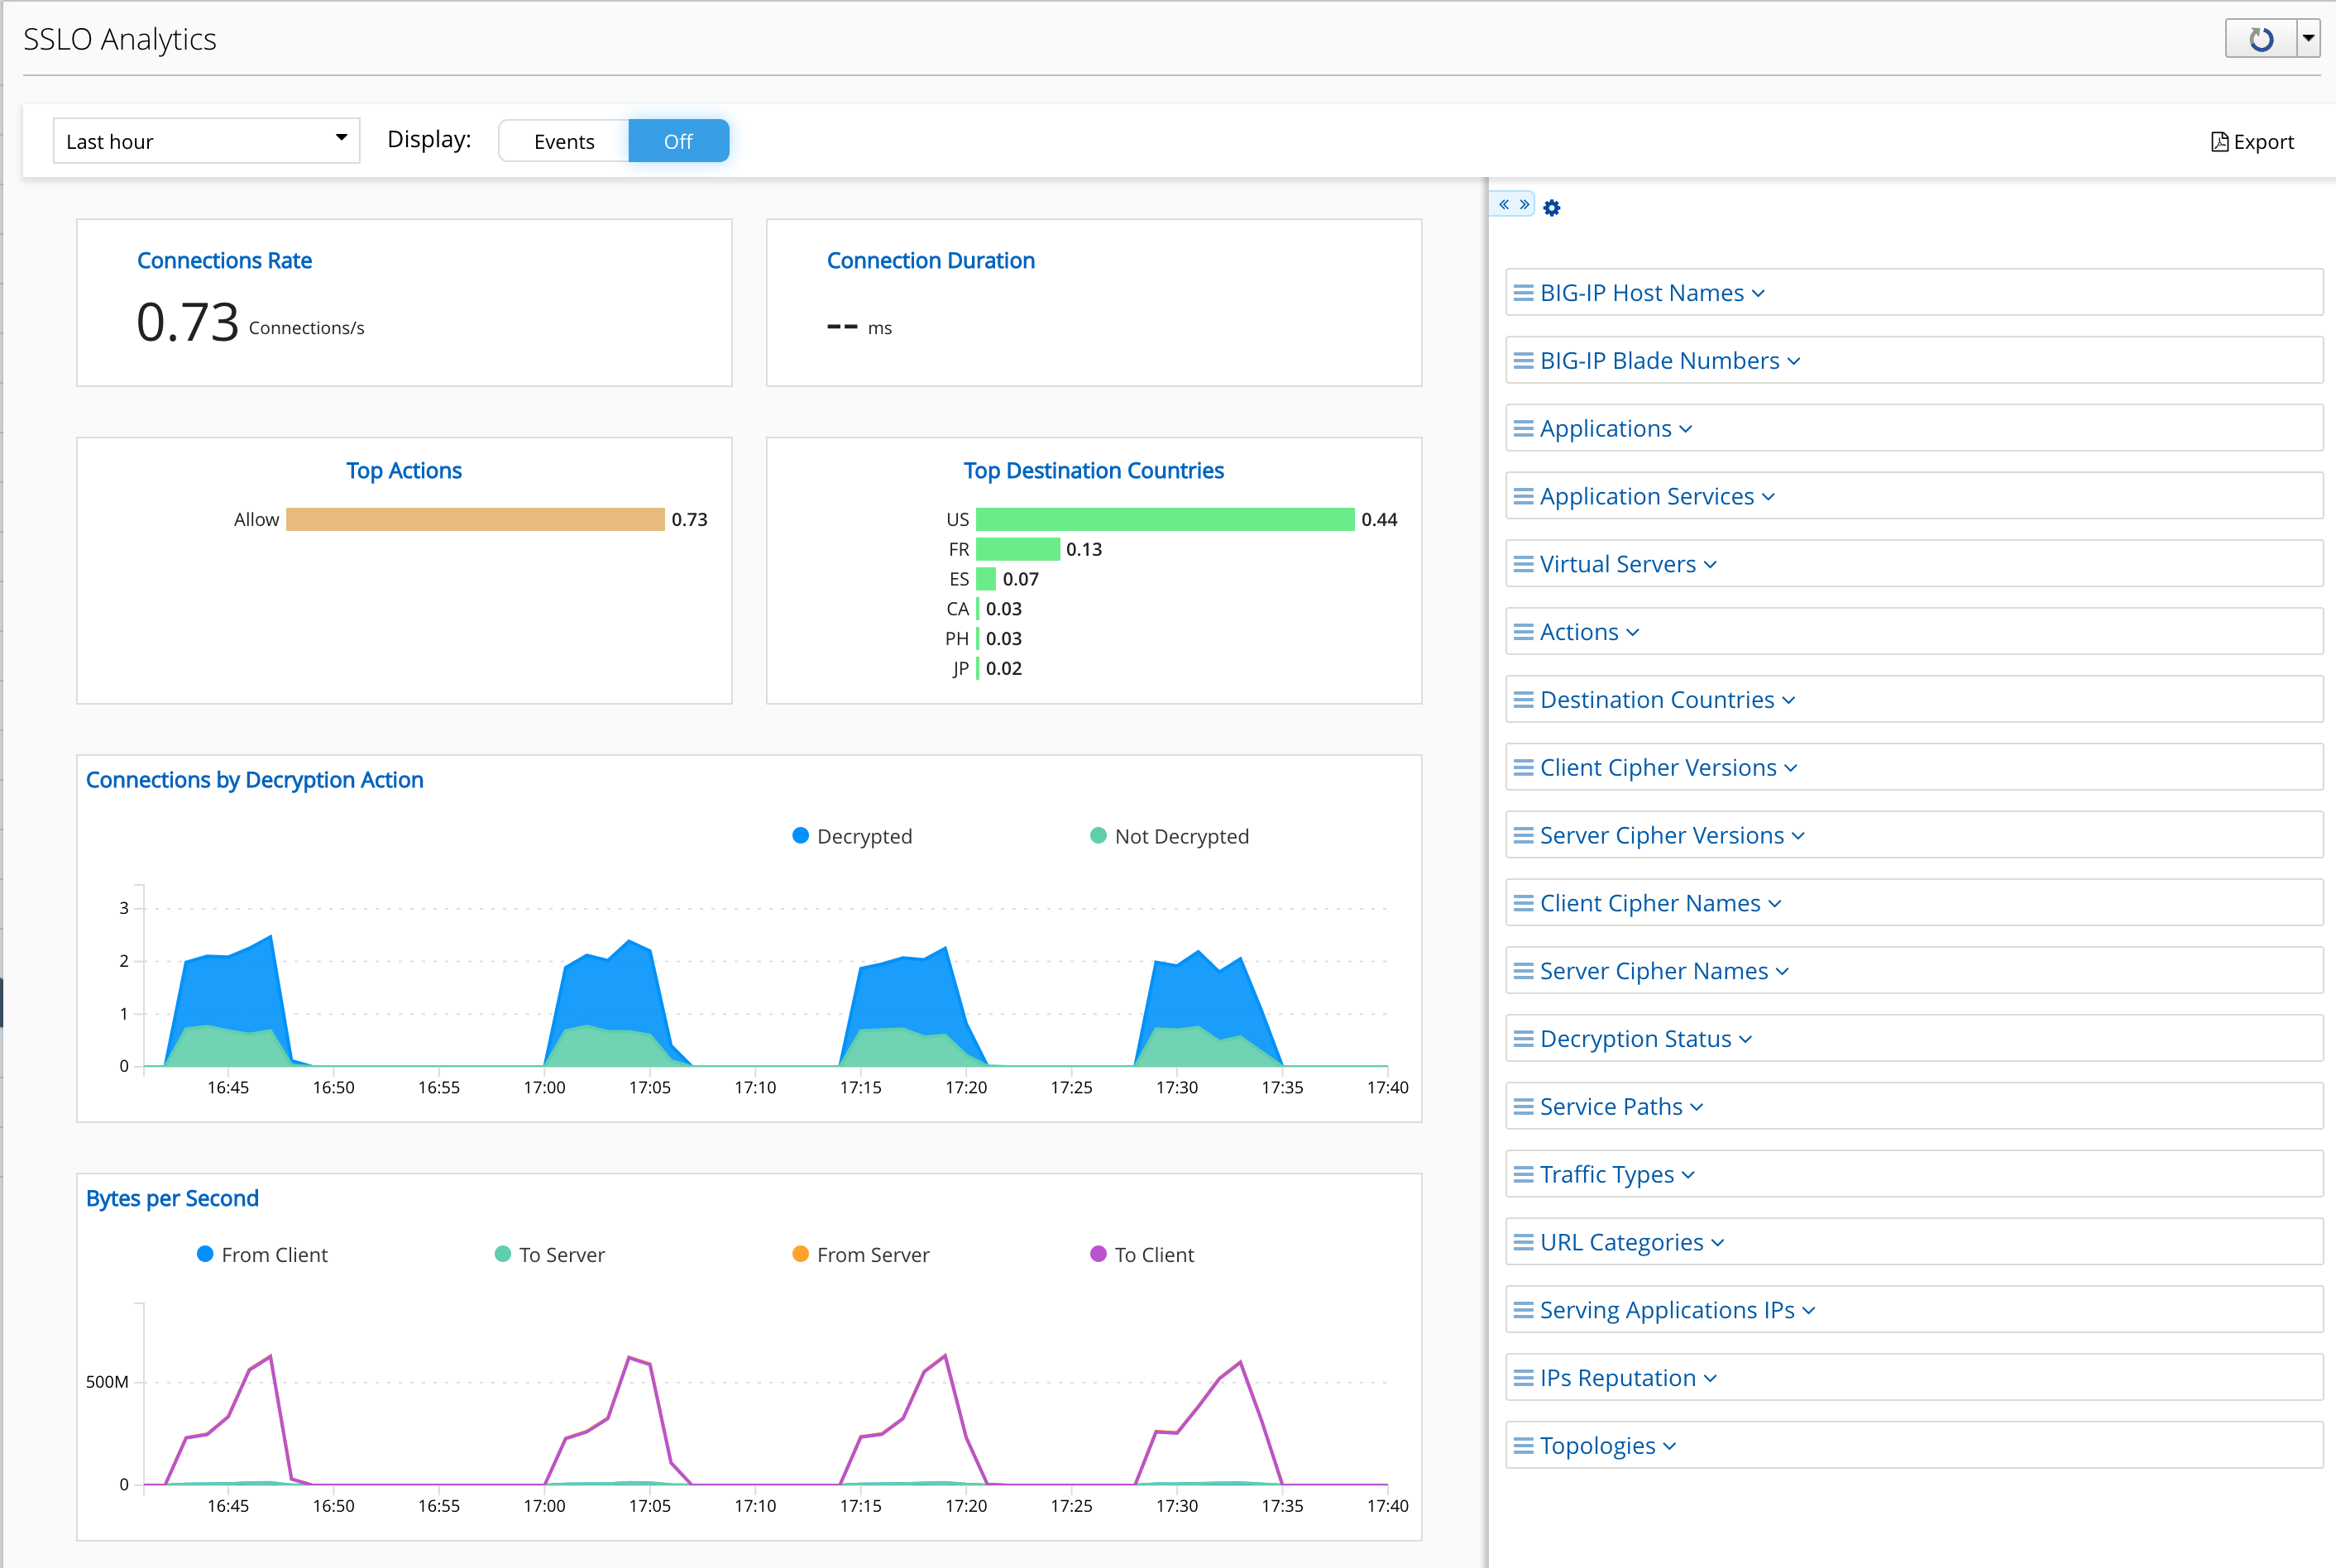 SSLO Analytics
Last hour
Display:
Events
Off
Export
Connections Rate
0.73 Connections/s
Connection Duration
-- ms
Top Actions
Allow 0.73
Top Destination Countries
US 0.44
FR 0.13
ES 0.07
CA 0.03
PH 0.03
JP 0.02
Connections by Decryption Action
Decrypted
Not Decrypted
3
2
1
0
16:45 16:50 16:55 17:00 17:05 17:10 17:15 17:20 17:25 17:30 17:35 17:40
Bytes per Second
From Client
To Server
From Server
To Client
500M
0
16:45 16:50 16:55 17:00 17:05 17:10 17:15 17:20 17:25 17:30 17:35 17:40
« »
BIG-IP Host Names
BIG-IP Blade Numbers
Applications
Application Services
Virtual Servers
Actions
Destination Countries
Client Cipher Versions
Server Cipher Versions
Client Cipher Names
Server Cipher Names
Decryption Status
Service Paths
Traffic Types
URL Categories
Serving Applications IPs
IPs Reputation
Topologies